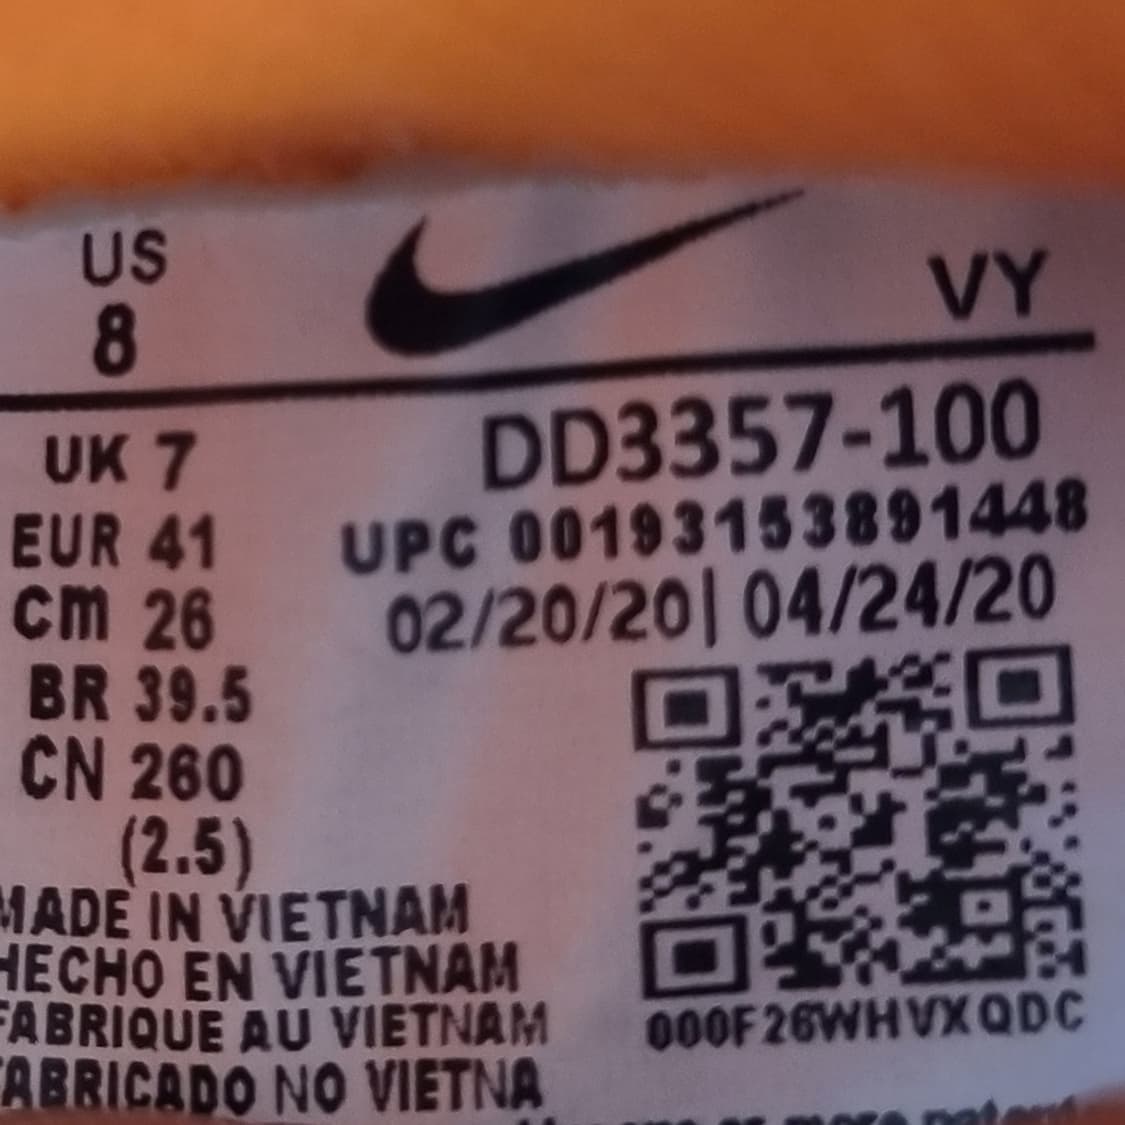 US
8
VY
UK 7
DD3357-100
EUR 41
UPC 00193153891448
cm 26
02/20/20| 04/24/20
BR 39.5
CN 260
(2.5)
MADE IN VIETNAM
HECHO EN VIETNAM
FABRIQUE AU VIETNAM
FABRICADO NO VIETNA
000F26WHVXQDC
or more